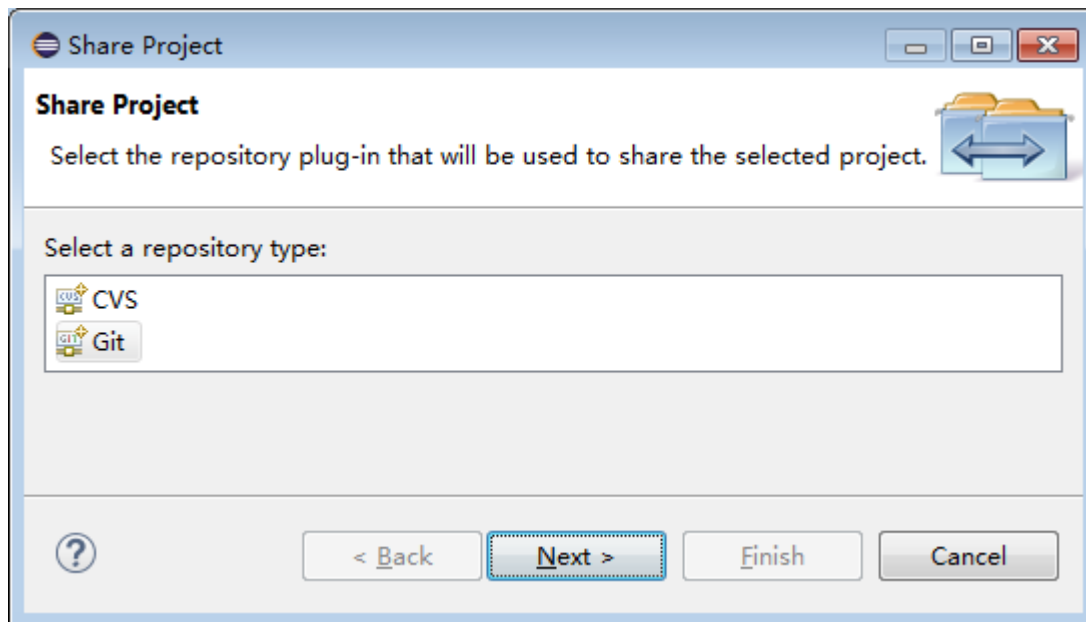 Share Project
Share Project
Select the repository plug-in that will be used to share the selected project.
Select a repository type:
CVS
Git
< Back
Next >
Finish
Cancel